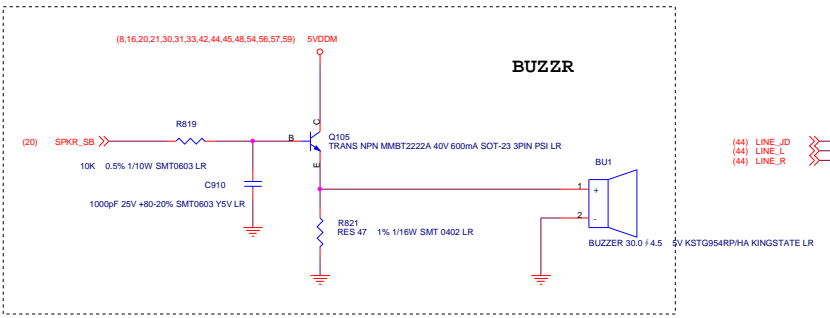 (8,16,20,21,30,31,33,42,44,45,48,54,56,57,59) 5VDDM
BUZZR
C
R819
Q105
(20) SPKR_SB
B
TRANS NPN MMBT2222A 40V 600mA SOT-23 3PIN PSI LR
(44) LINE_JD
(44) LINE_L
(44) LINE_R
10K 0.5% 1/10W SMT0603 LR
E
BU1
C910
1
+
1000pF 25V +80-20% SMT0603 Y5V LR
2
-
R821
RES 47 1% 1/16W SMT 0402 LR
BUZZER 30.0 ∮ 4.5 5V KSTG954RP/HA KINGSTATE LR